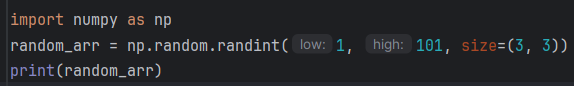 import numpy as np
random_arr = np.random.randint( low: 1, high: 101, size=(3, 3))
print(random_arr)